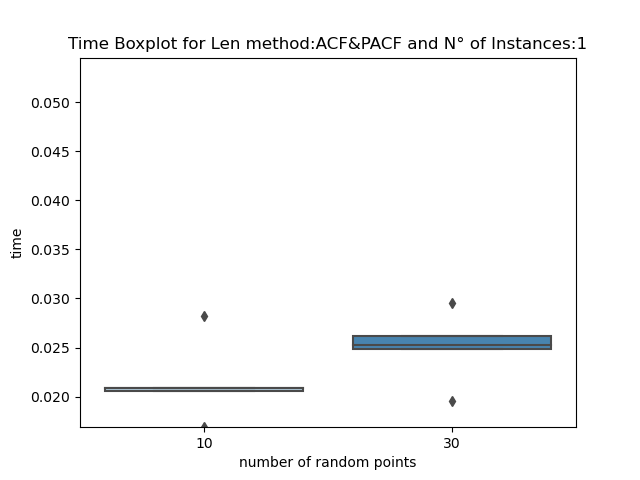 Time Boxplot for Len method:ACF&PACF and N° of Instances:1
0.050
0.045
0.040
0.035
0.030
0.025
0.020
time
10 30
number of random points